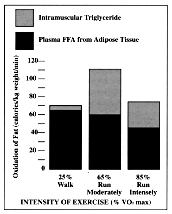 Intramuscular Triglyceride
Plasma FFA from Adipose Tissue
Oxidation of Fat(calories/kg weight/min)
120
100
80
60
40
20
0
25% 65% 85%
Walk Run Run
Moderately Intensely
INTENSITY OF EXERCISE (% VO₂ max)